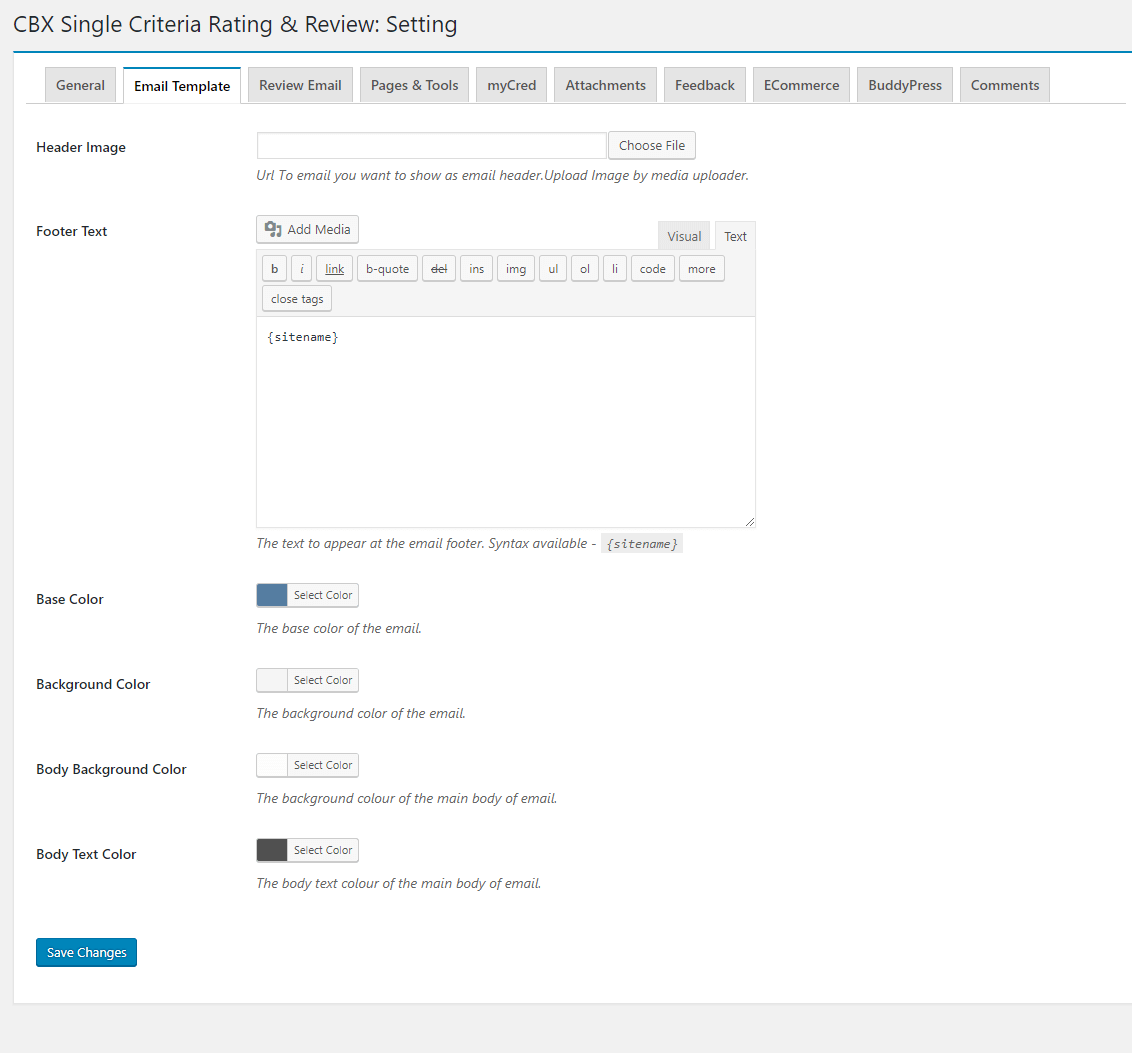 CBX Single Criteria Rating & Review: Setting
General Email Template Review Email Pages & Tools myCred Attachments Feedback ECommerce BuddyPress Comments
Header Image
Choose File
Url To email you want to show as email header.Upload Image by media uploader.
Footer Text
Add Media
Visual Text
b i link b-quote del ins img ul ol li code more
close tags
{sitename}
The text to appear at the email footer. Syntax available - {sitename}
Base Color
Select Color
The base color of the email.
Background Color
Select Color
The background color of the email.
Body Background Color
Select Color
The background colour of the main body of email.
Body Text Color
Select Color
The body text colour of the main body of email.
Save Changes